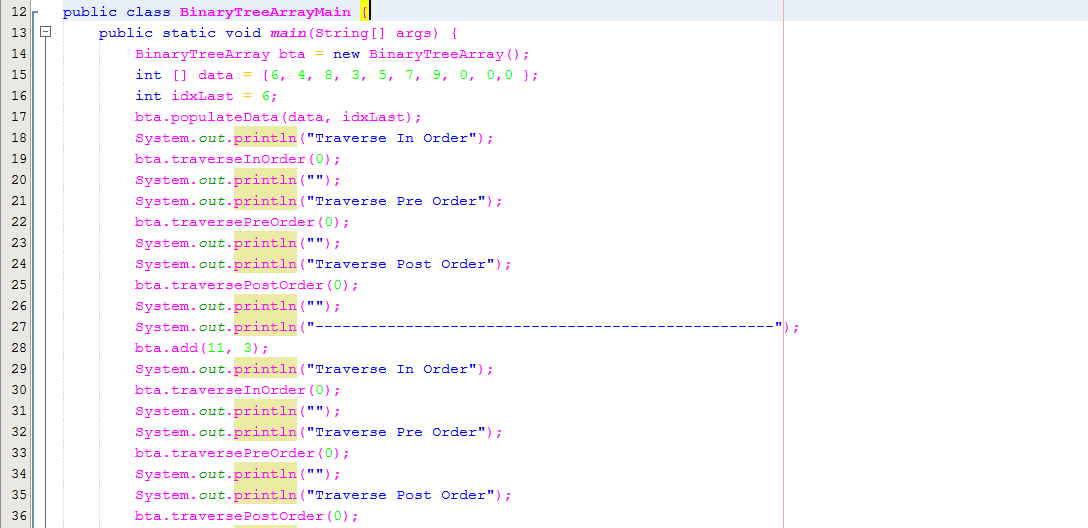 12 public class BinaryTreeArrayMain {
13 public static void main(String[] args) {
14 BinaryTreeArray bta = new BinaryTreeArray();
15 int [] data = {6, 4, 8, 3, 5, 7, 9, 0, 0,0 };
16 int idxLast = 6;
17 bta.populateData(data, idxLast);
18 System.out.println("Traverse In Order");
19 bta.traverseInOrder(0);
20 System.out.println("");
21 System.out.println("Traverse Pre Order");
22 bta.traversePreOrder(0);
23 System.out.println("");
24 System.out.println("Traverse Post Order");
25 bta.traversePostOrder(0);
26 System.out.println("");
27 System.out.println("---------------------------------------------------");
28 bta.add(11, 3);
29 System.out.println("Traverse In Order");
30 bta.traverseInOrder(0);
31 System.out.println("");
32 System.out.println("Traverse Pre Order");
33 bta.traversePreOrder(0);
34 System.out.println("");
35 System.out.println("Traverse Post Order");
36 bta.traversePostOrder(0);